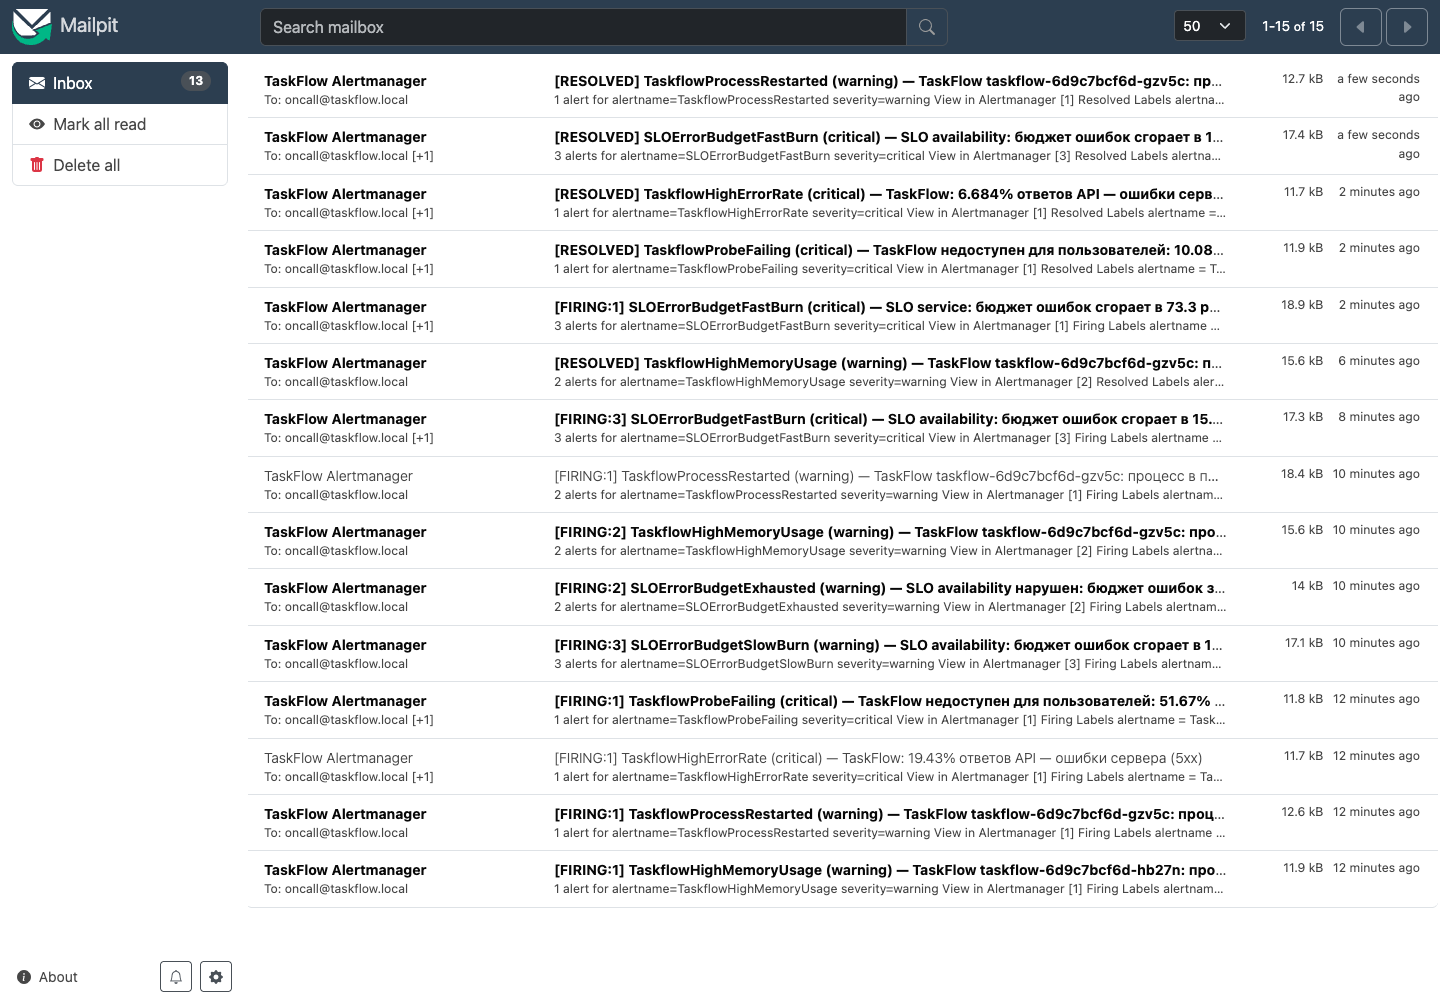 Mailpit
Search mailbox
50
1-15 of 15
Inbox 13
Mark all read
Delete all
TaskFlow Alertmanager [RESOLVED] TaskflowProcessRestarted (warning) — TaskFlow taskflow-6d9c7bcf6d-gzv5c: пр... 12.7 kB a few seconds ago
To: oncall@taskflow.local 1 alert for alertname=TaskflowProcessRestarted severity=warning View in Alertmanager [1] Resolved Labels alertna...
TaskFlow Alertmanager [RESOLVED] SLOErrorBudgetFastBurn (critical) — SLO availability: бюджет ошибок сгорает в 1... 17.4 kB a few seconds ago
To: oncall@taskflow.local [+1] 3 alerts for alertname=SLOErrorBudgetFastBurn severity=critical View in Alertmanager [3] Resolved Labels alertna...
TaskFlow Alertmanager [RESOLVED] TaskflowHighErrorRate (critical) — TaskFlow: 6.684% ответов API — ошибки серв... 11.7 kB 2 minutes ago
To: oncall@taskflow.local [+1] 1 alert for alertname=TaskflowHighErrorRate severity=critical View in Alertmanager [1] Resolved Labels alertname =...
TaskFlow Alertmanager [RESOLVED] TaskflowProbeFailing (critical) — TaskFlow недоступен для пользователей: 10.08... 11.9 kB 2 minutes ago
To: oncall@taskflow.local [+1] 1 alert for alertname=TaskflowProbeFailing severity=critical View in Alertmanager [1] Resolved Labels alertname = T...
TaskFlow Alertmanager [FIRING:1] SLOErrorBudgetFastBurn (critical) — SLO service: бюджет ошибок сгорает в 73.3 р... 18.9 kB 2 minutes ago
To: oncall@taskflow.local [+1] 3 alerts for alertname=SLOErrorBudgetFastBurn severity=critical View in Alertmanager [1] Firing Labels alertname ...
TaskFlow Alertmanager [RESOLVED] TaskflowHighMemoryUsage (warning) — TaskFlow taskflow-6d9c7bcf6d-gzv5c: п... 15.6 kB 6 minutes ago
To: oncall@taskflow.local 2 alerts for alertname=TaskflowHighMemoryUsage severity=warning View in Alertmanager [2] Resolved Labels aler...
TaskFlow Alertmanager [FIRING:3] SLOErrorBudgetFastBurn (critical) — SLO availability: бюджет ошибок сгорает в 15.... 17.3 kB 8 minutes ago
To: oncall@taskflow.local [+1] 3 alerts for alertname=SLOErrorBudgetFastBurn severity=critical View in Alertmanager [3] Firing Labels alertname ...
TaskFlow Alertmanager [FIRING:1] TaskflowProcessRestarted (warning) — TaskFlow taskflow-6d9c7bcf6d-gzv5c: процесс в п... 18.4 kB 10 minutes ago
To: oncall@taskflow.local 2 alerts for alertname=TaskflowProcessRestarted severity=warning View in Alertmanager [1] Firing Labels alertnam...
TaskFlow Alertmanager [FIRING:2] TaskflowHighMemoryUsage (warning) — TaskFlow taskflow-6d9c7bcf6d-gzv5c: про... 15.6 kB 10 minutes ago
To: oncall@taskflow.local 2 alerts for alertname=TaskflowHighMemoryUsage severity=warning View in Alertmanager [2] Firing Labels alertna...
TaskFlow Alertmanager [FIRING:2] SLOErrorBudgetExhausted (warning) — SLO availability нарушен: бюджет ошибок з... 14 kB 10 minutes ago
To: oncall@taskflow.local 2 alerts for alertname=SLOErrorBudgetExhausted severity=warning View in Alertmanager [2] Firing Labels alertnam...
TaskFlow Alertmanager [FIRING:3] SLOErrorBudgetSlowBurn (warning) — SLO availability: бюджет ошибок сгорает в 1... 17.1 kB 10 minutes ago
To: oncall@taskflow.local 3 alerts for alertname=SLOErrorBudgetSlowBurn severity=warning View in Alertmanager [3] Firing Labels alertnam...
TaskFlow Alertmanager [FIRING:1] TaskflowProbeFailing (critical) — TaskFlow недоступен для пользователей: 51.67% ... 11.8 kB 12 minutes ago
To: oncall@taskflow.local [+1] 1 alert for alertname=TaskflowProbeFailing severity=critical View in Alertmanager [1] Firing Labels alertname = Task...
TaskFlow Alertmanager [FIRING:1] TaskflowHighErrorRate (critical) — TaskFlow: 19.43% ответов API — ошибки сервера (5xx) 11.7 kB 12 minutes ago
To: oncall@taskflow.local [+1] 1 alert for alertname=TaskflowHighErrorRate severity=critical View in Alertmanager [1] Firing Labels alertname = Ta...
TaskFlow Alertmanager [FIRING:1] TaskflowProcessRestarted (warning) — TaskFlow taskflow-6d9c7bcf6d-gzv5c: проц... 12.6 kB 12 minutes ago
To: oncall@taskflow.local 1 alert for alertname=TaskflowProcessRestarted severity=warning View in Alertmanager [1] Firing Labels alertname ...
TaskFlow Alertmanager [FIRING:1] TaskflowHighMemoryUsage (warning) — TaskFlow taskflow-6d9c7bcf6d-hb27n: про... 11.9 kB 12 minutes ago
To: oncall@taskflow.local 1 alert for alertname=TaskflowHighMemoryUsage severity=warning View in Alertmanager [1] Firing Labels alertnam...
About